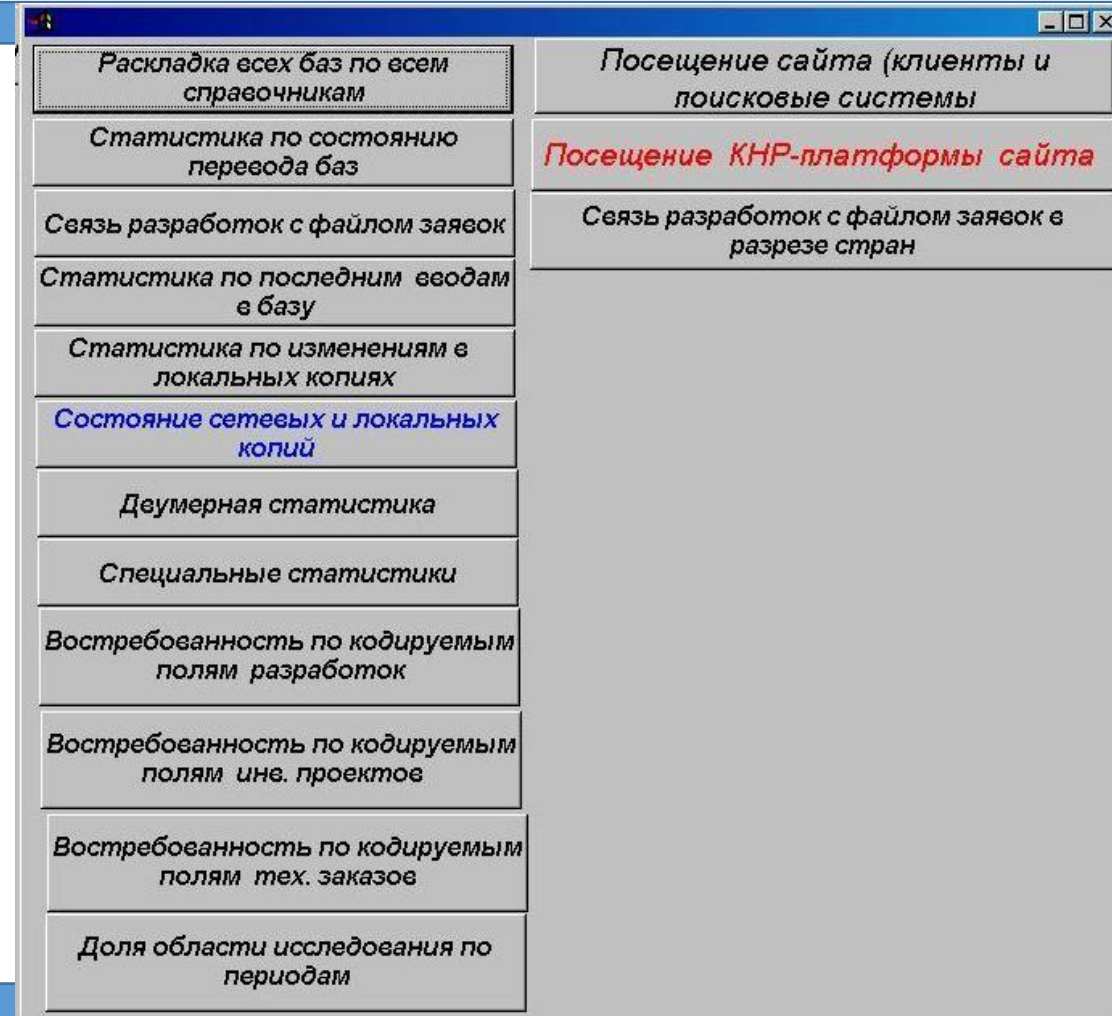 Раскладка всех баз по всем
справочникам
Статистика по состоянию
перевода баз
Связь разработок с файлом заявок
Статистика по последним вводам
в базу
Статистика по изменениям в
локальных копиях
Состояние сетевых и локальных
копий
Двумерная статистика
Специальные статистики
Востребованность по кодируемым
полям разработок
Востребованность по кодируемым
полям инв. проектов
Востребованность по кодируемым
полям тех. заказов
Доля области исследования по
периодам
Посещение сайта (клиенты и
поисковые системы
Посещение КНР-платформы сайта
Связь разработок с файлом заявок в
разрезе стран